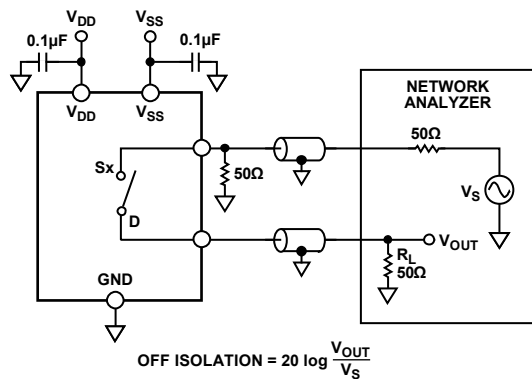 VDD
VSS
0.1µF
0.1µF
VDD
VSS
NETWORK
ANALYZER
50Ω
50Ω
Sx
VS
D
VOUT
RL
50Ω
GND
OFF ISOLATION = 20 log VOUT/VS